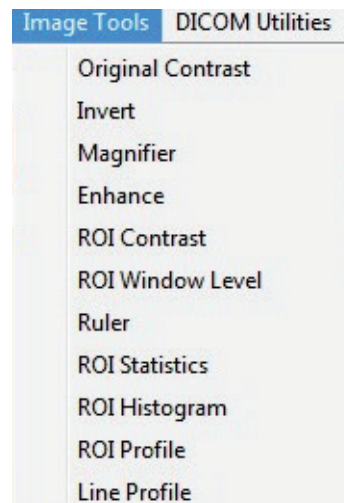 Image Tools DICOM Utilities
Original Contrast
Invert
Magnifier
Enhance
ROI Contrast
ROI Window Level
Ruler
ROI Statistics
ROI Histogram
ROI Profile
Line Profile